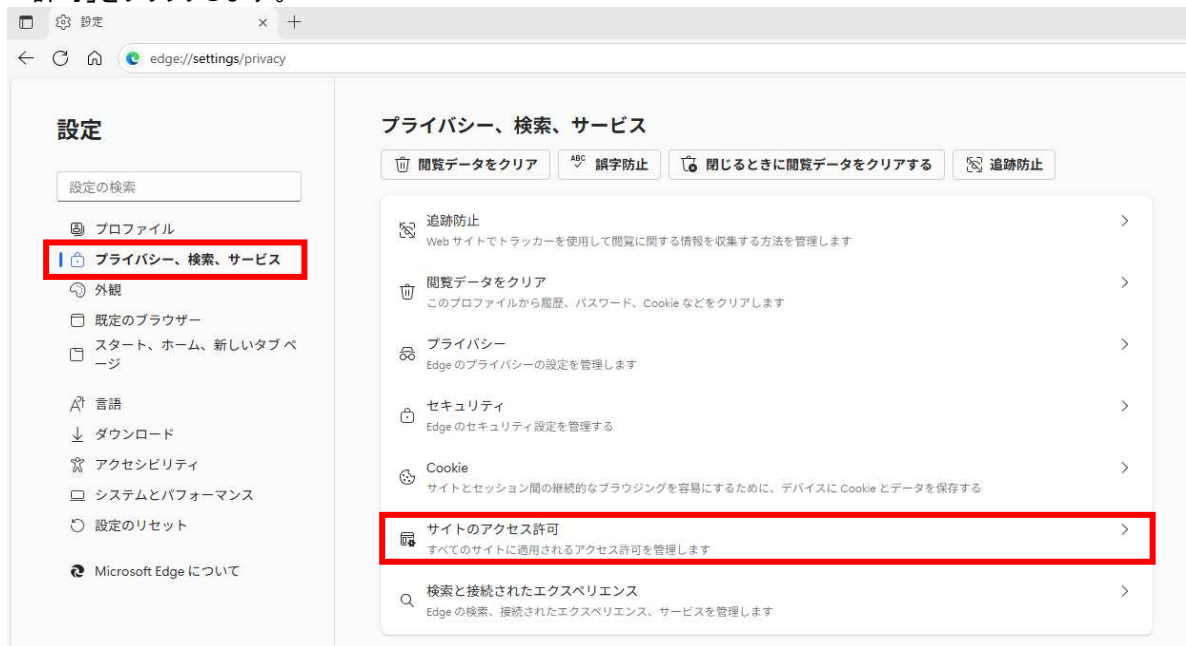 許可」をクリックします。
設定
edge://settings/privacy
設定
設定の検索
プロファイル
プライバシー、検索、サービス
外観
既定のブラウザー
スタート、ホーム、新しいタブ ペ
ージ
言語
ダウンロード
アクセシビリティ
システムとパフォーマンス
設定のリセット
Microsoft Edge について
プライバシー、検索、サービス
閲覧データをクリア
ABC 誤字防止
閉じるときに閲覧データをクリアする
追跡防止
追跡防止
Web サイトでトラッカーを使用して閲覧に関する情報を収集する方法を管理します
閲覧データをクリア
このプロファイルから履歴、パスワード、Cookie などをクリアします
プライバシー
Edge のプライバシーの設定を管理します
セキュリティ
Edge のセキュリティ設定を管理する
Cookie
サイトとセッション間の継続的なブラウジングを容易にするために、デバイスに Cookie とデータを保存する
サイトのアクセス許可
すべてのサイトに適用されるアクセス許可を管理します
検索と接続されたエクスペリエンス
Edge の検索、接続されたエクスペリエンス、サービスを管理します